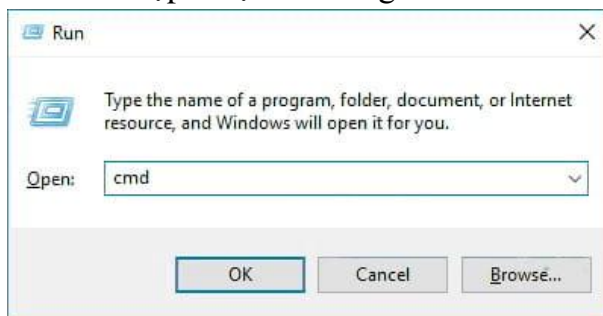 Run
Type the name of a program, folder, document, or Internet
resource, and Windows will open it for you.
Open: cmd
OK Cancel Browse...